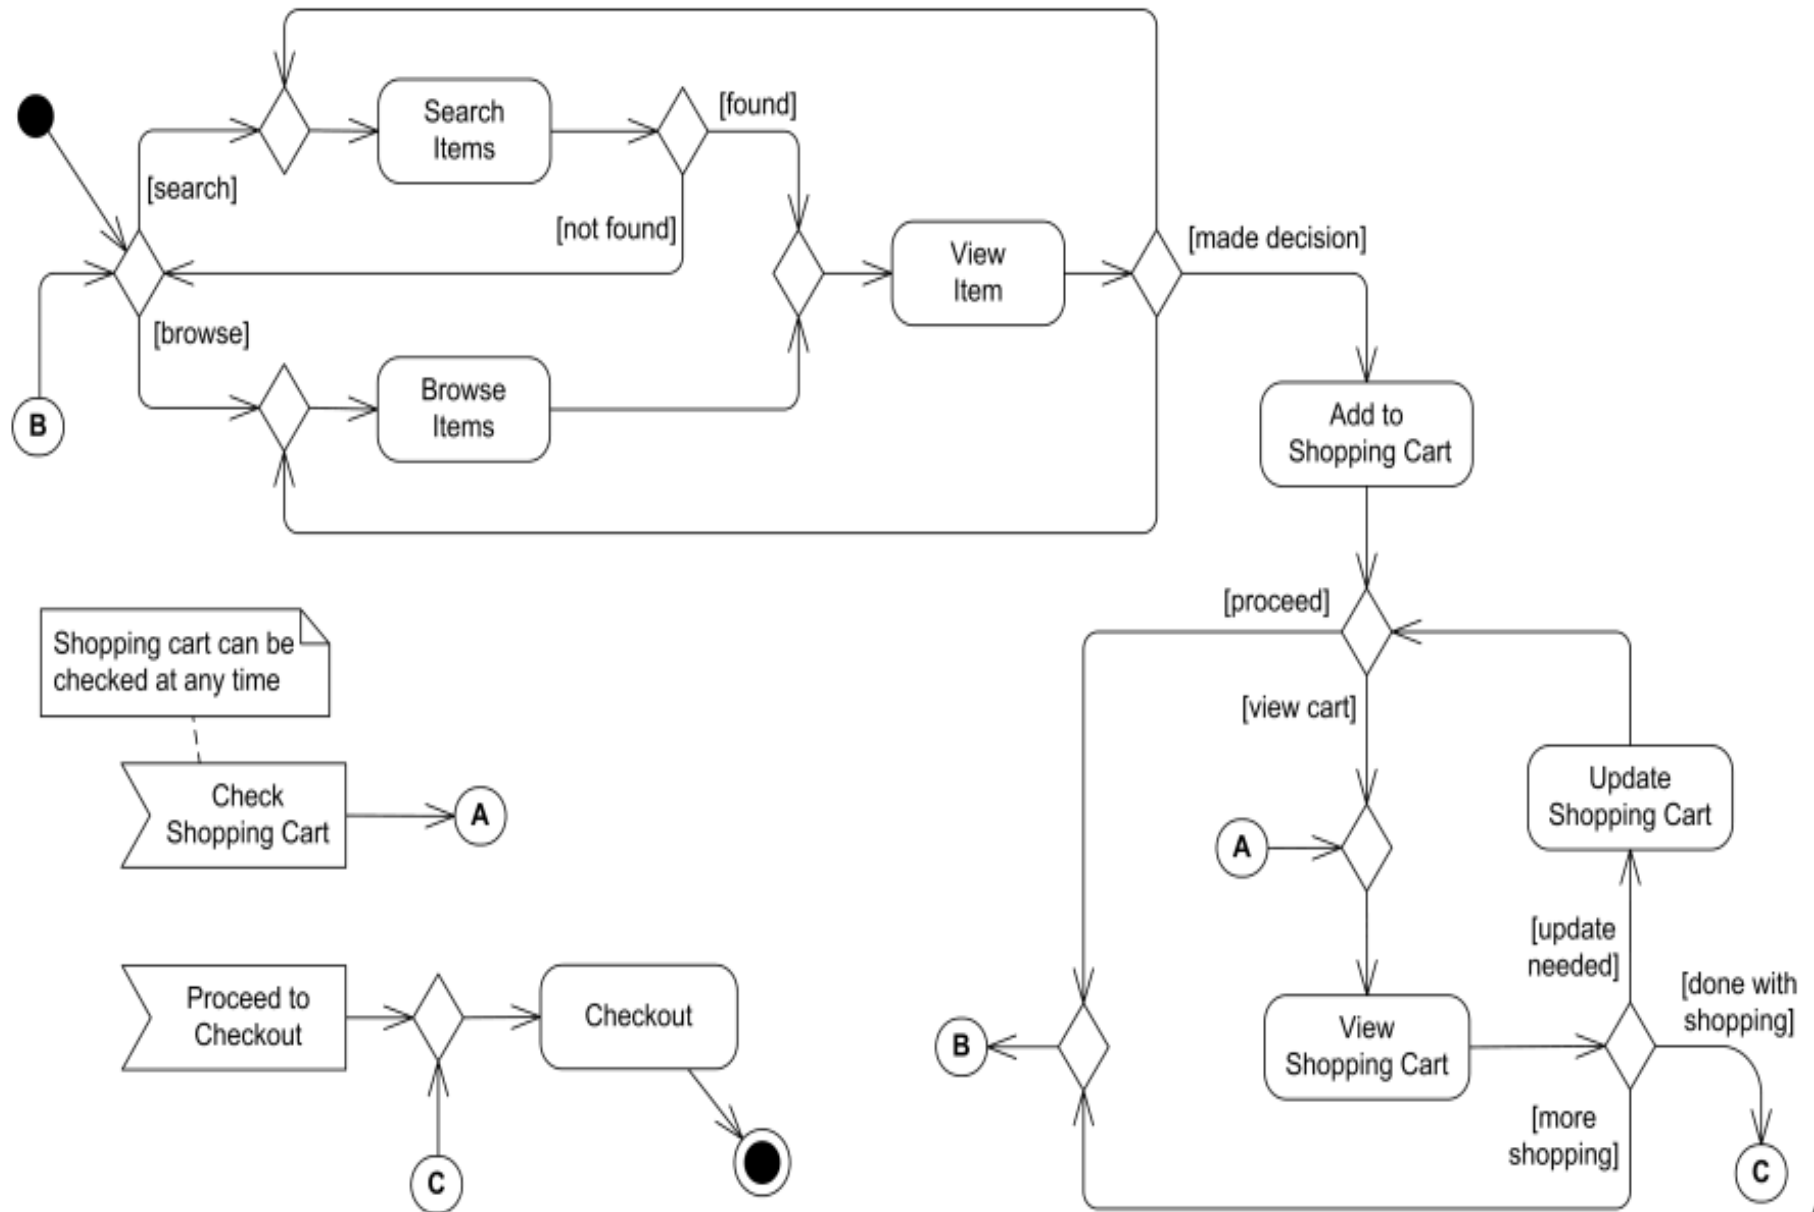 Search
Items
[found]
[search]
[not found]
[made decision]
View
Item
[browse]
Browse
Items
B
Add to
Shopping Cart
[proceed]
Shopping cart can be
checked at any time
[view cart]
Check
Shopping Cart
A
A
Update
Shopping Cart
[update
needed]
[done with
shopping]
Proceed to
Checkout
Checkout
B
View
Shopping Cart
[more
shopping]
C
C